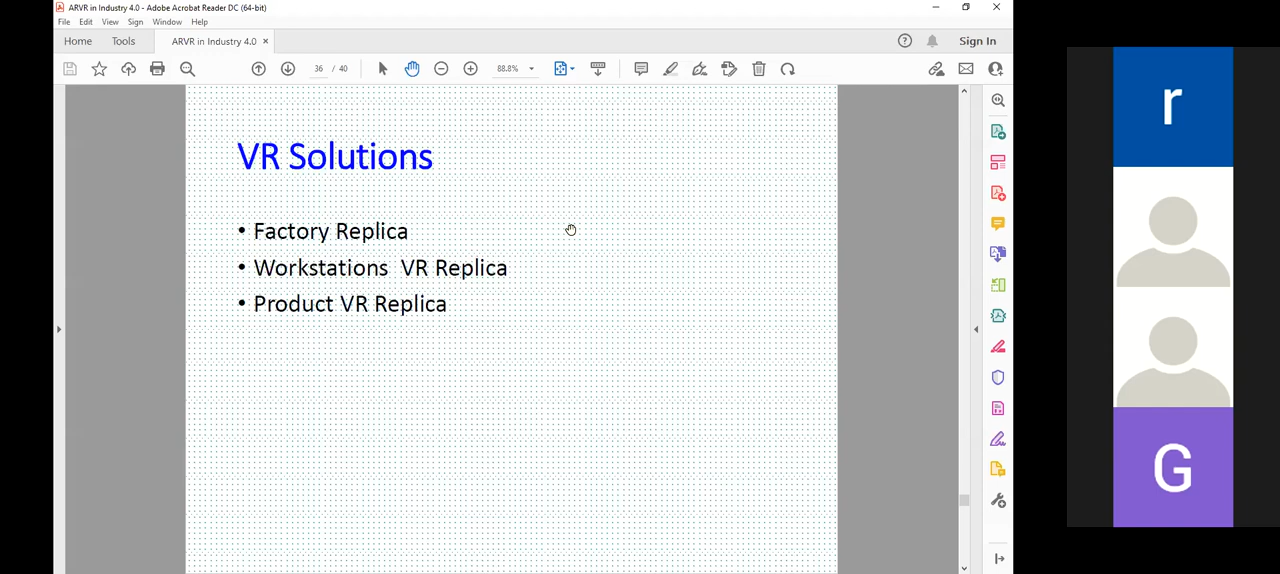 ARVR in Industry 4.0 - Adobe Acrobat Reader DC (64-bit)
File Edit View Sign Window Help
Home Tools ARVR in Industry 4.0 × Sign In
36 / 40 88.8%
VR Solutions
• Factory Replica
• Workstations VR Replica
• Product VR Replica
r
G